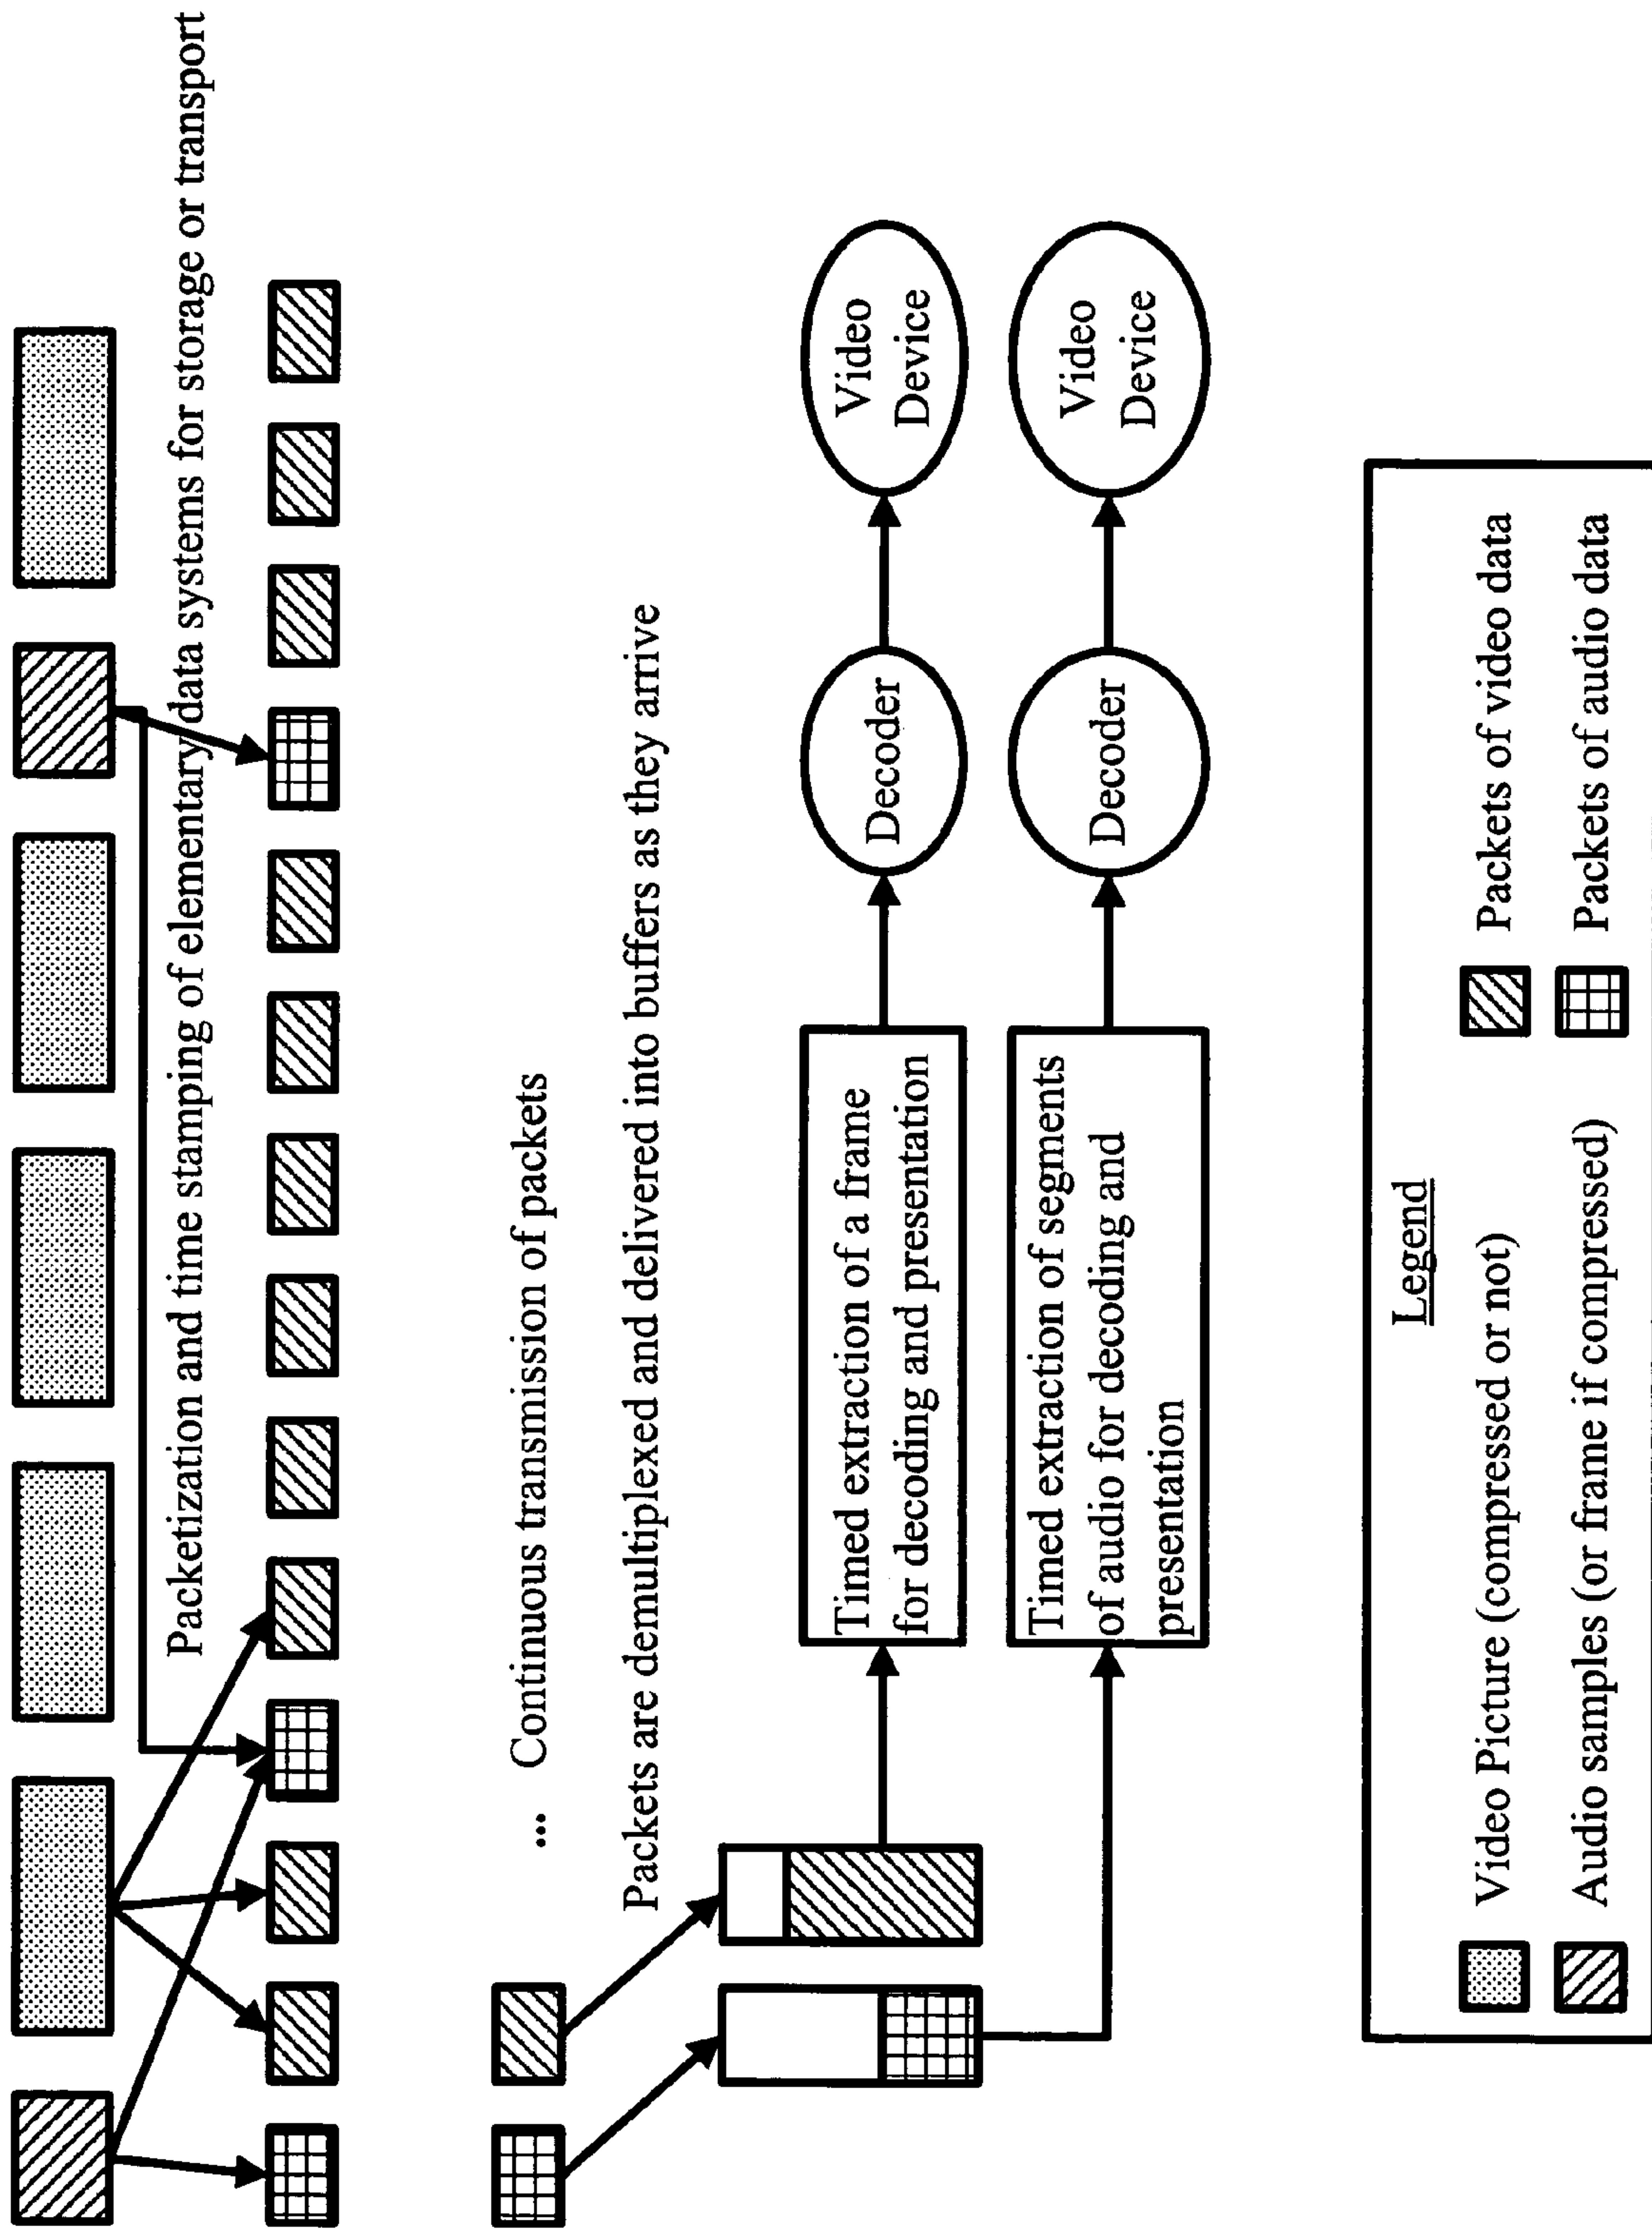 Packetization and time stamping of elementary data systems for storage or transport
... Continuous transmission of packets
Packets are demultiplexed and delivered into buffers as they arrive
Timed extraction of a frame
for decoding and presentation
Decoder
Video
Device
Timed extraction of segments
of audio for decoding and
presentation
Decoder
Video
Device
Legend
Video Picture (compressed or not)
Packets of video data
Audio samples (or frame if compressed)
Packets of audio data